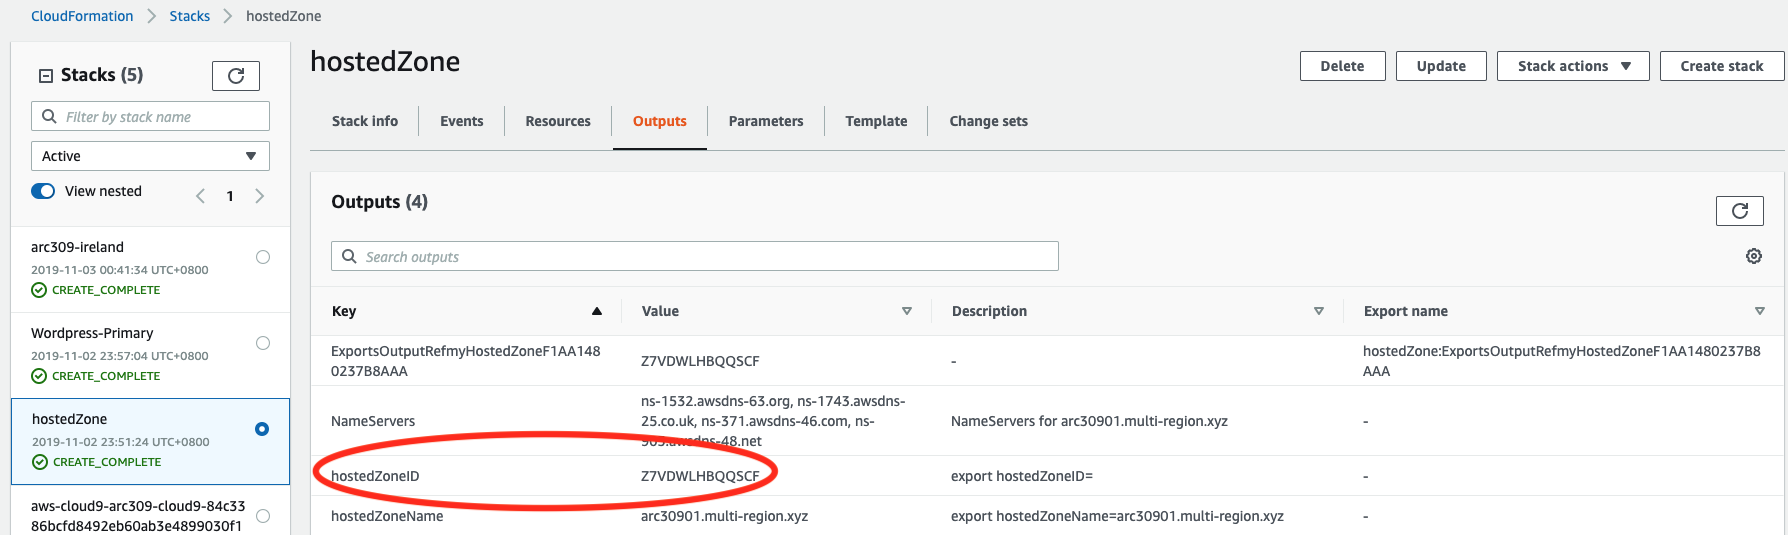 CloudFormation > Stacks > hostedZone
Stacks (5)
Filter by stack name
Active
View nested
1
arc309-ireland
2019-11-03 00:41:34 UTC+0800
CREATE_COMPLETE
Wordpress-Primary
2019-11-02 23:57:04 UTC+0800
CREATE_COMPLETE
hostedZone
2019-11-02 23:51:24 UTC+0800
CREATE_COMPLETE
aws-cloud9-arc309-cloud9-84c33
86bcfd8492eb60ab3e4899030f1
hostedZone
Delete Update Stack actions Create stack
Stack info Events Resources Outputs Parameters Template Change sets
Outputs (4)
Search outputs
Key Value Description Export name
ExportsOutputRefmyHostedZoneF1AA148
0237B8AAA
Z7VDWLHBQQSCF
-
hostedZone:ExportsOutputRefmyHostedZoneF1AA1480237B8
AAA
NameServers
ns-1532.awsdns-63.org, ns-1743.awsdns-
25.co.uk, ns-371.awsdns-46.com, ns-
NameServers for arc30901.multi-region.xyz
-
hostedZoneID Z7VDWLHBQQSCF export hostedZoneID= -
hostedZoneName arc30901.multi-region.xyz export hostedZoneName=arc30901.multi-region.xyz -